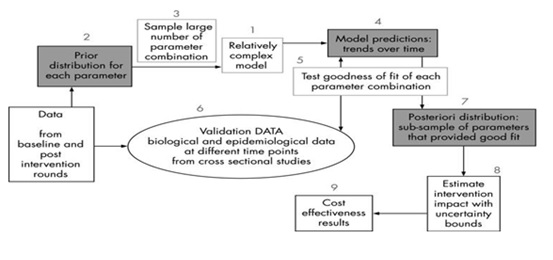 2
Prior
distribution for
each parameter
3
Sample large
number of
parameter
combination
1
Relatively
complex
model
4
Model predictions:
trends over time
5
Test goodness of fit of each
parameter combination
Data
from
baseline and
post
intervention
rounds
6
Validation DATA
biological and epidemiological data
at different time points
from cross sectional studies
7
Posteriori distribution:
sub-sample of parameters
that provided good fit
8
Estimate
intervention
impact with
uncertainty
bounds
9
Cost
effectiveness
results